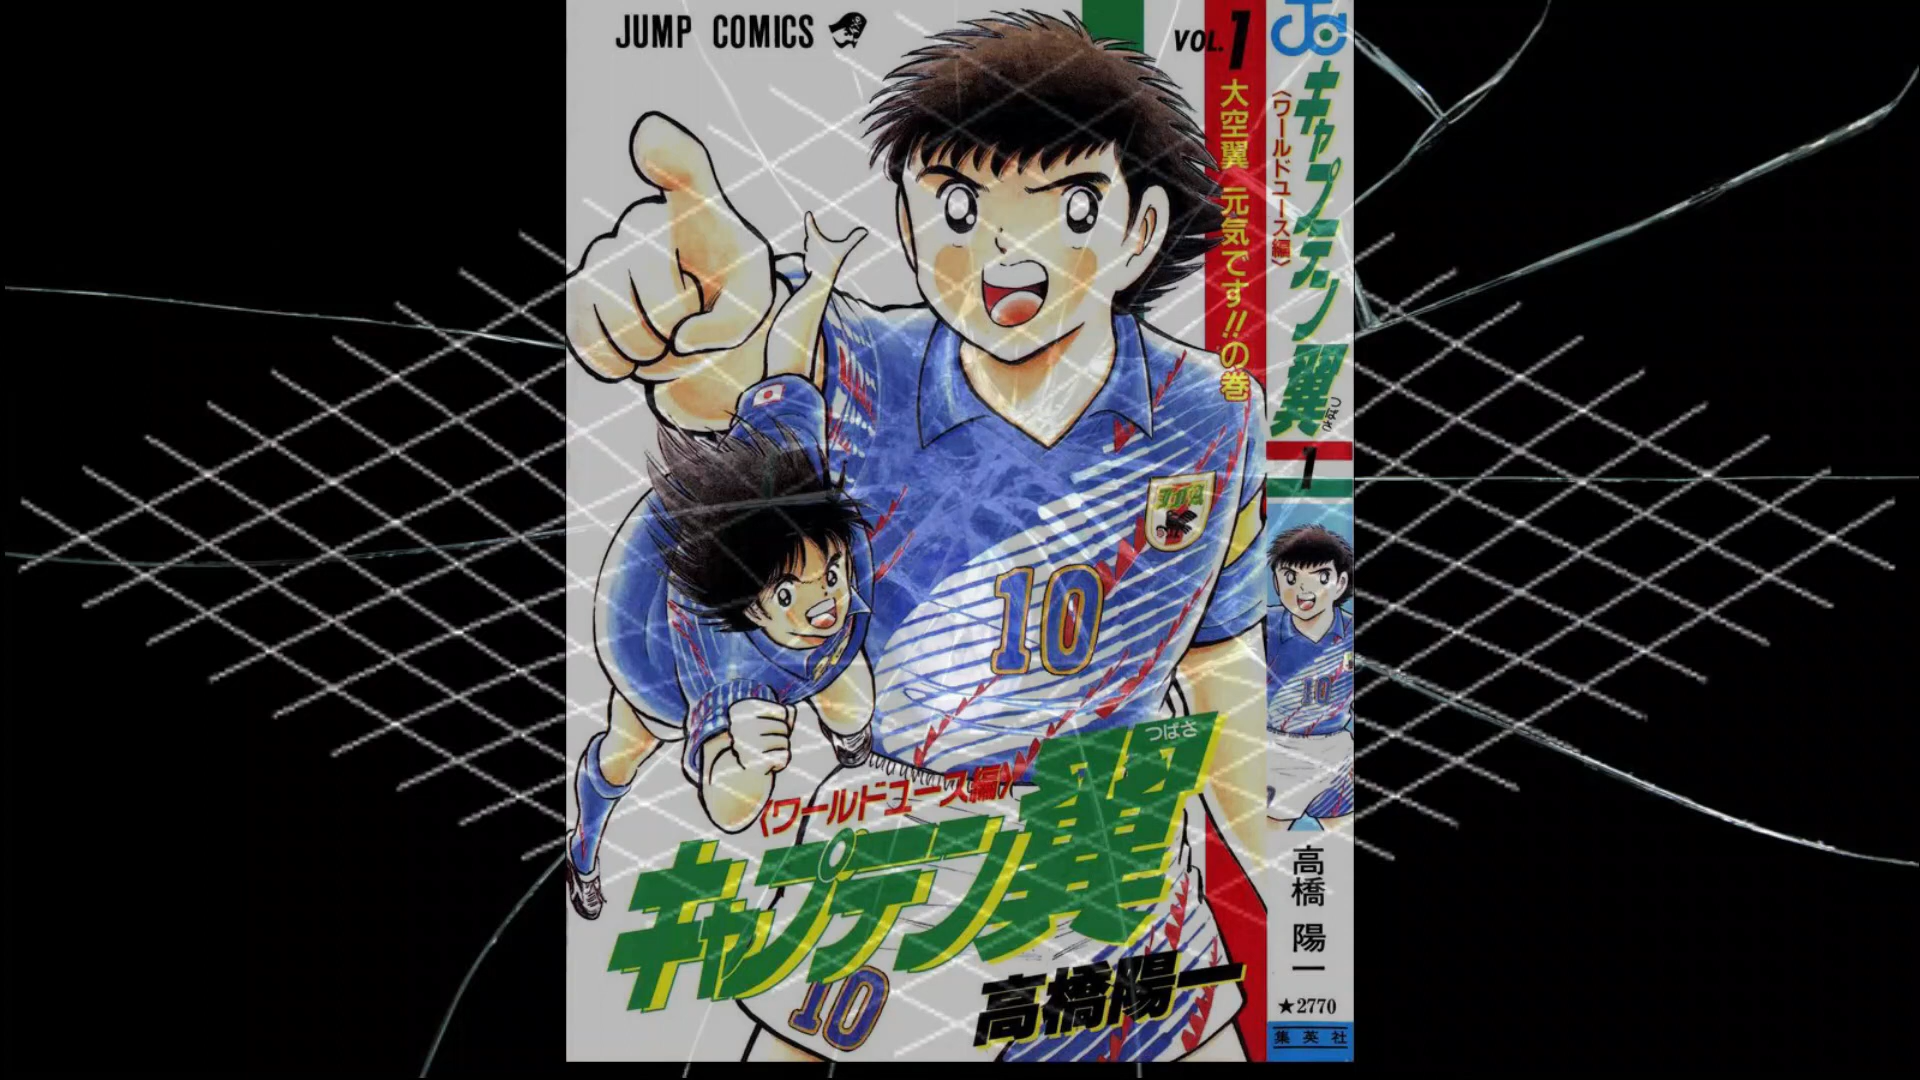 JUMP COMICS
VOL.1
大空翼 元気です!!の巻
JFA
10
つばさ
〈ワールドユース編〉
キャプテン翼
10
高橋陽一
JC
キャプテン翼
〈ワールドユース編〉
つばさ
1
10
高橋陽一
★2770
集英社